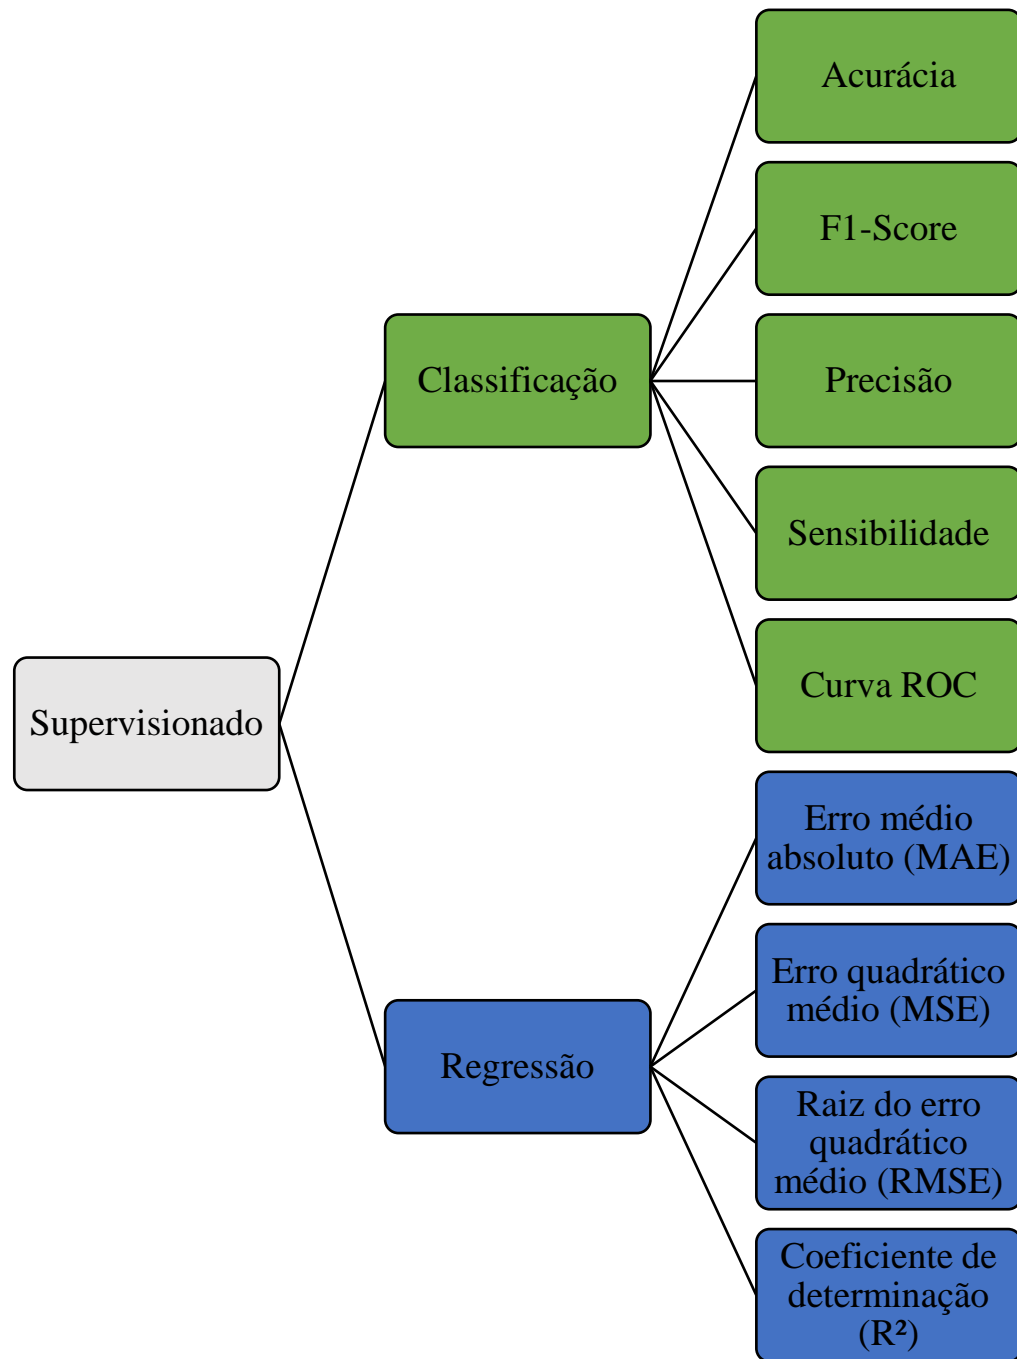 Acurácia
F1-Score
Classificação
Precisão
Sensibilidade
Curva ROC
Supervisionado
Erro médio
absoluto (MAE)
Erro quadrático
médio (MSE)
Regressão
Raiz do erro
quadrático
médio (RMSE)
Coeficiente de
determinação
(R²)